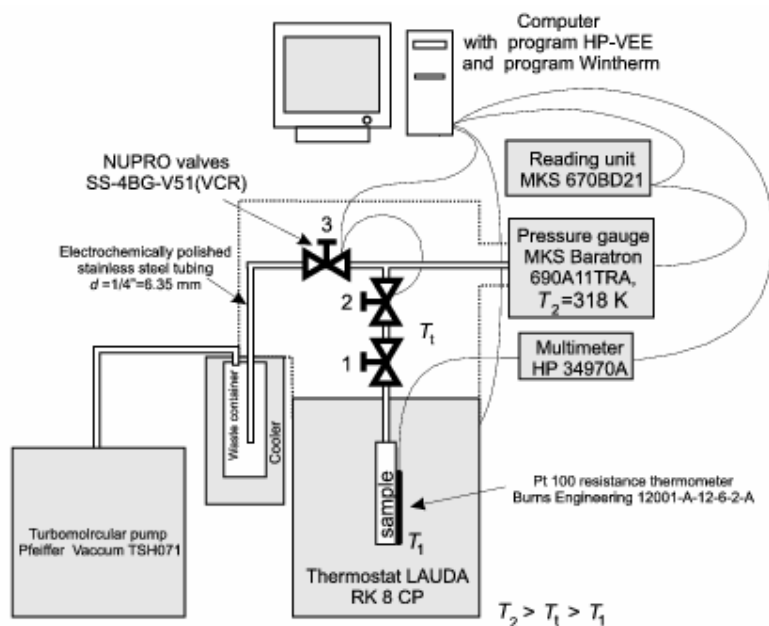 Computer
with program HP-VEE
and program Wintherm
NUPRO valves
SS-4BG-V51(VCR)
Reading unit
MKS 670BD21
3
Electrochemically polished
stainless steel tubing
d =1/4"=6.35 mm
Pressure gauge
MKS Baratron
690A11TRA,
T2=318 K
2
Tt
1
Multimeter
HP 34970A
Waste container
Cooler
sample
T1
Pt 100 resistance thermometer
Burns Engineering 12001-A-12-6-2-A
Turbomoircular pump
Pfeiffer Vaccum TSH071
Thermostat LAUDA
RK 8 CP
T2 > Tt > T1